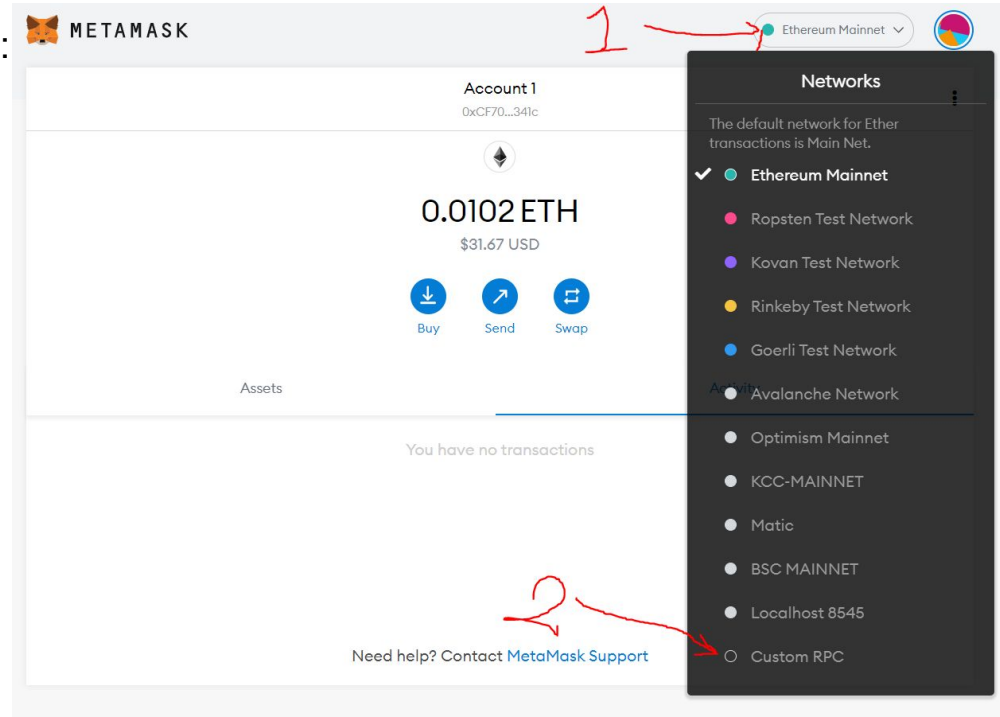 :
METAMASK
1
Ethereum Mainnet
Account 1
0xCF70...341c
0.0102 ETH
$31.67 USD
Buy Send Swap
Assets
Activity
You have no transactions
2
Need help? Contact MetaMask Support
Networks
The default network for Ether
transactions is Main Net.
Ethereum Mainnet
Ropsten Test Network
Kovan Test Network
Rinkeby Test Network
Goerli Test Network
Avalanche Network
Optimism Mainnet
KCC-MAINNET
Matic
BSC MAINNET
Localhost 8545
Custom RPC